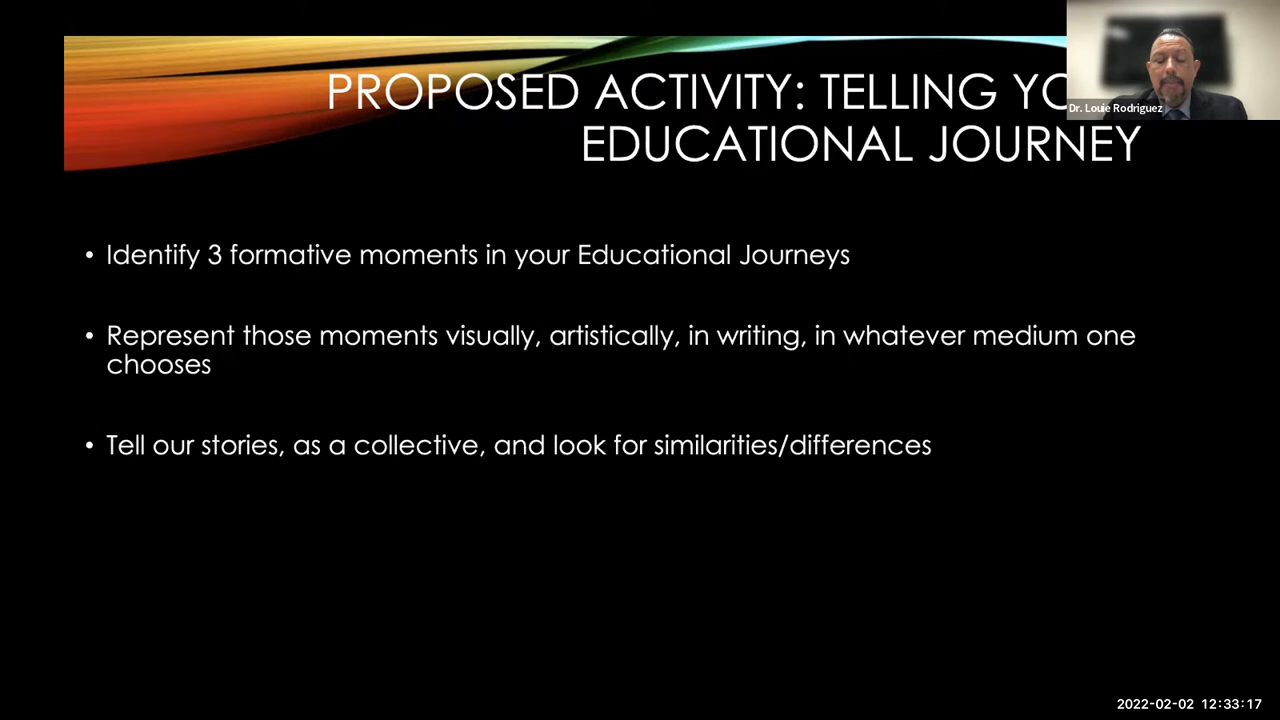 PROPOSED ACTIVITY: TELLING
EDUCATIONAL JOURNEY
Dr. Louie Rodriguez
• Identify 3 formative moments in your Educational Journeys
• Represent those moments visually, artistically, in writing, in whatever medium one
chooses
• Tell our stories, as a collective, and look for similarities/differences
2022-02-02 12:33:17